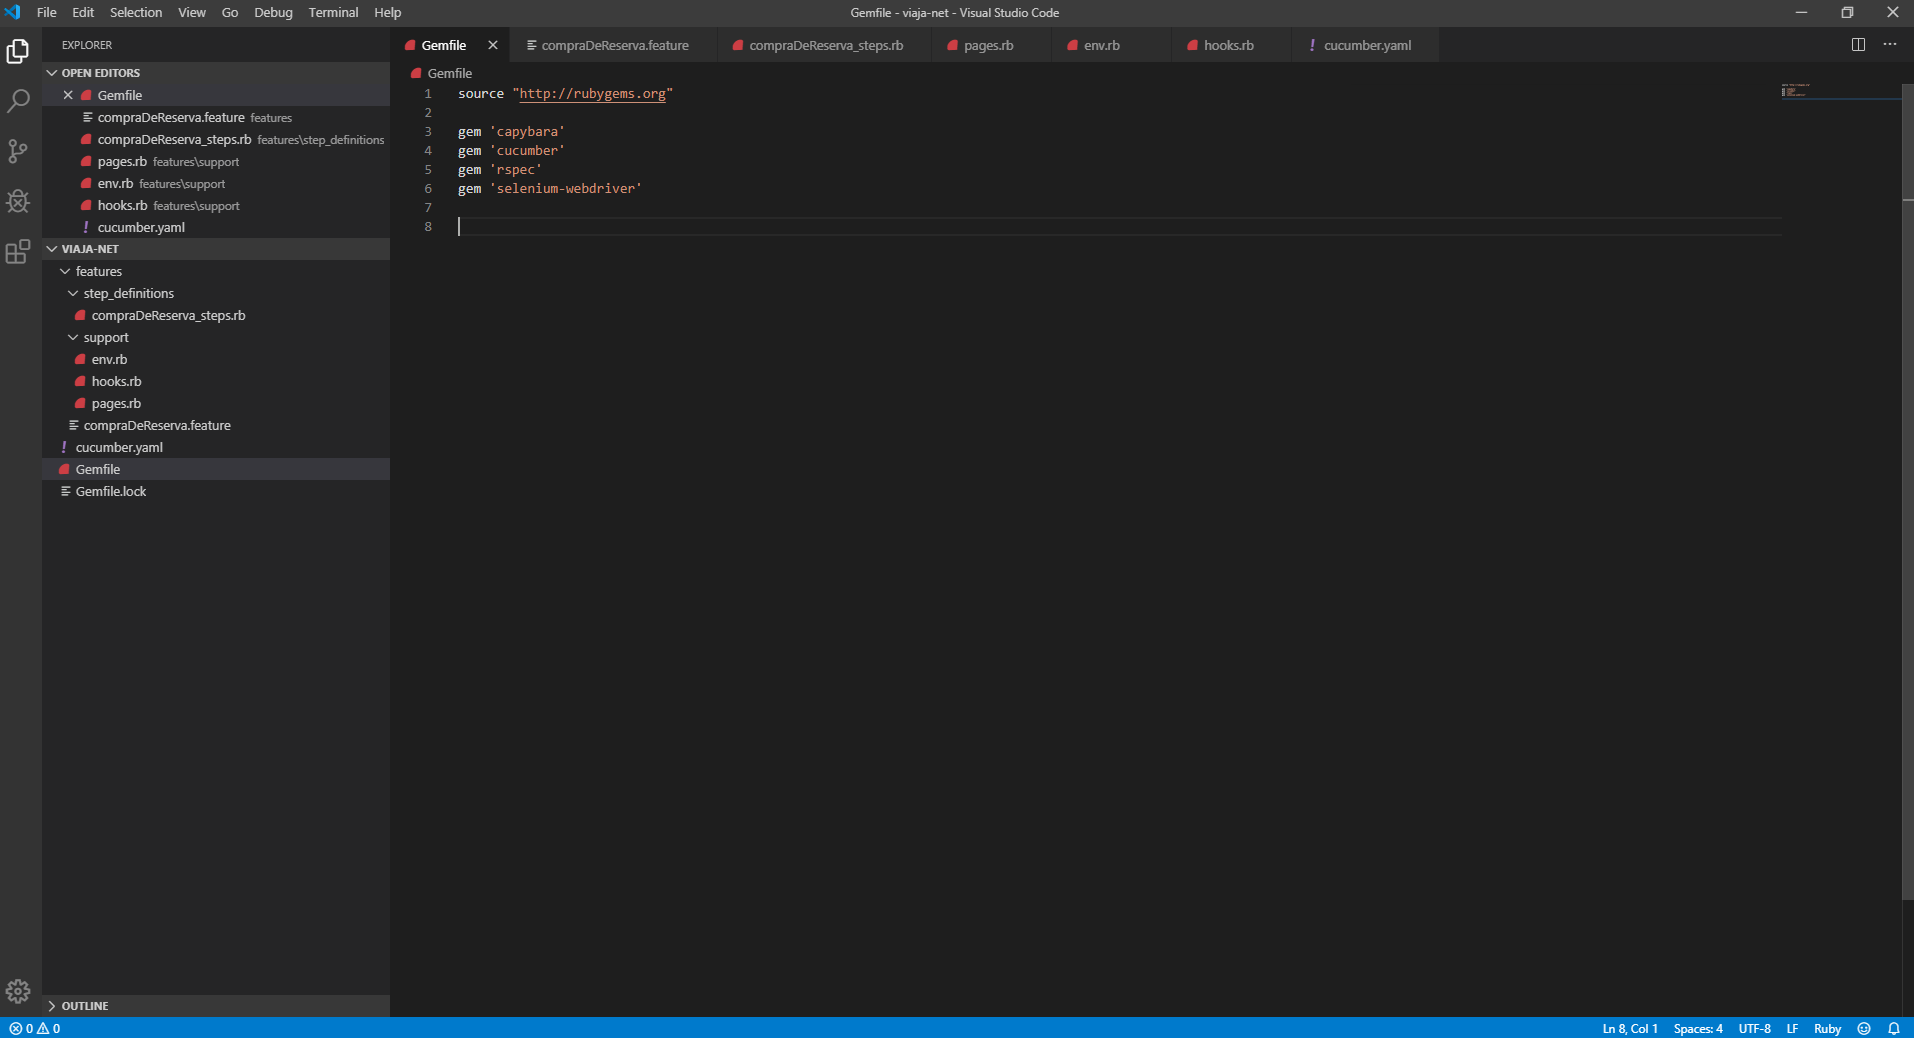 File Edit Selection View Go Debug Terminal Help
Gemfile - viaja-net - Visual Studio Code
EXPLORER
OPEN EDITORS
Gemfile
compraDeReserva.feature features
compraDeReserva_steps.rb features\step_definitions
pages.rb features\support
env.rb features\support
hooks.rb features\support
! cucumber.yaml
VIAJA-NET
features
step_definitions
compraDeReserva_steps.rb
support
env.rb
hooks.rb
pages.rb
compraDeReserva.feature
! cucumber.yaml
Gemfile
Gemfile.lock
OUTLINE
Gemfile compraDeReserva.feature compraDeReserva_steps.rb pages.rb env.rb hooks.rb ! cucumber.yaml
Gemfile
1 source "http://rubygems.org"
2
3 gem 'capybara'
4 gem 'cucumber'
5 gem 'rspec'
6 gem 'selenium-webdriver'
7
8
0 0 Ln 8, Col 1 Spaces: 4 UTF-8 LF Ruby